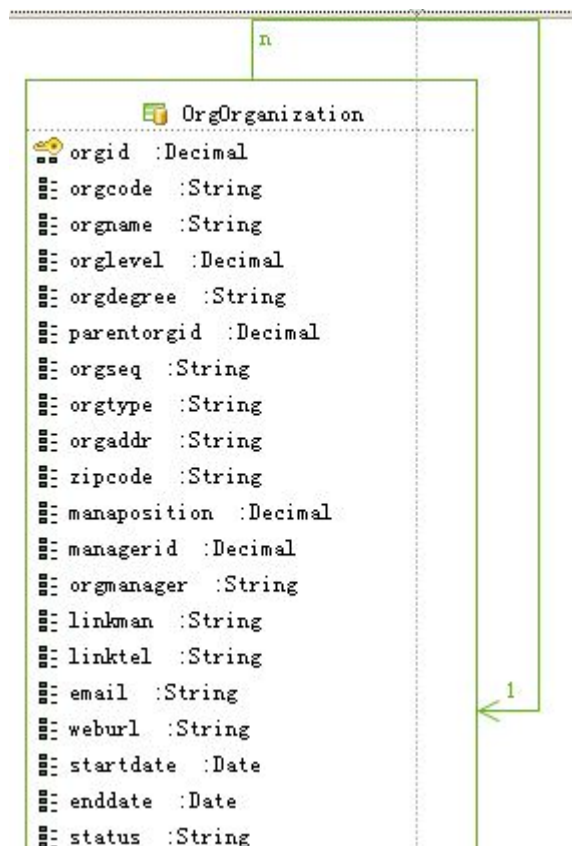 n
OrgOrganization
orgid :Decimal
orgcode :String
orgname :String
orglevel :Decimal
orgdegree :String
parentorgid :Decimal
orgseq :String
orgtype :String
orgaddr :String
zipcode :String
manaposition :Decimal
managerid :Decimal
orgmanager :String
linkman :String
linktel :String
email :String
1
weburl :String
startdate :Date
enddate :Date
status :String